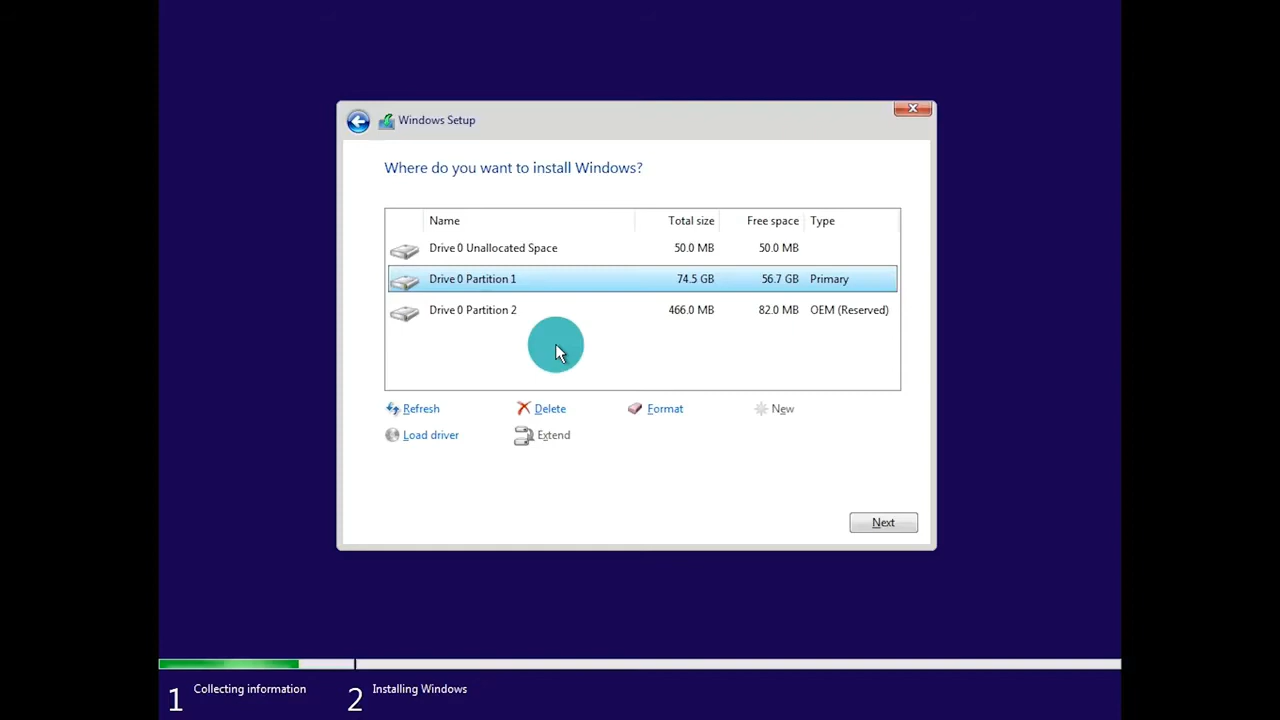 Windows Setup
Where do you want to install Windows?
Name Total size Free space Type
Drive 0 Unallocated Space 50.0 MB 50.0 MB
Drive 0 Partition 1 74.5 GB 56.7 GB Primary
Drive 0 Partition 2 466.0 MB 82.0 MB OEM (Reserved)
Refresh Delete Format New
Load driver Extend
Next
1 Collecting information 2 Installing Windows